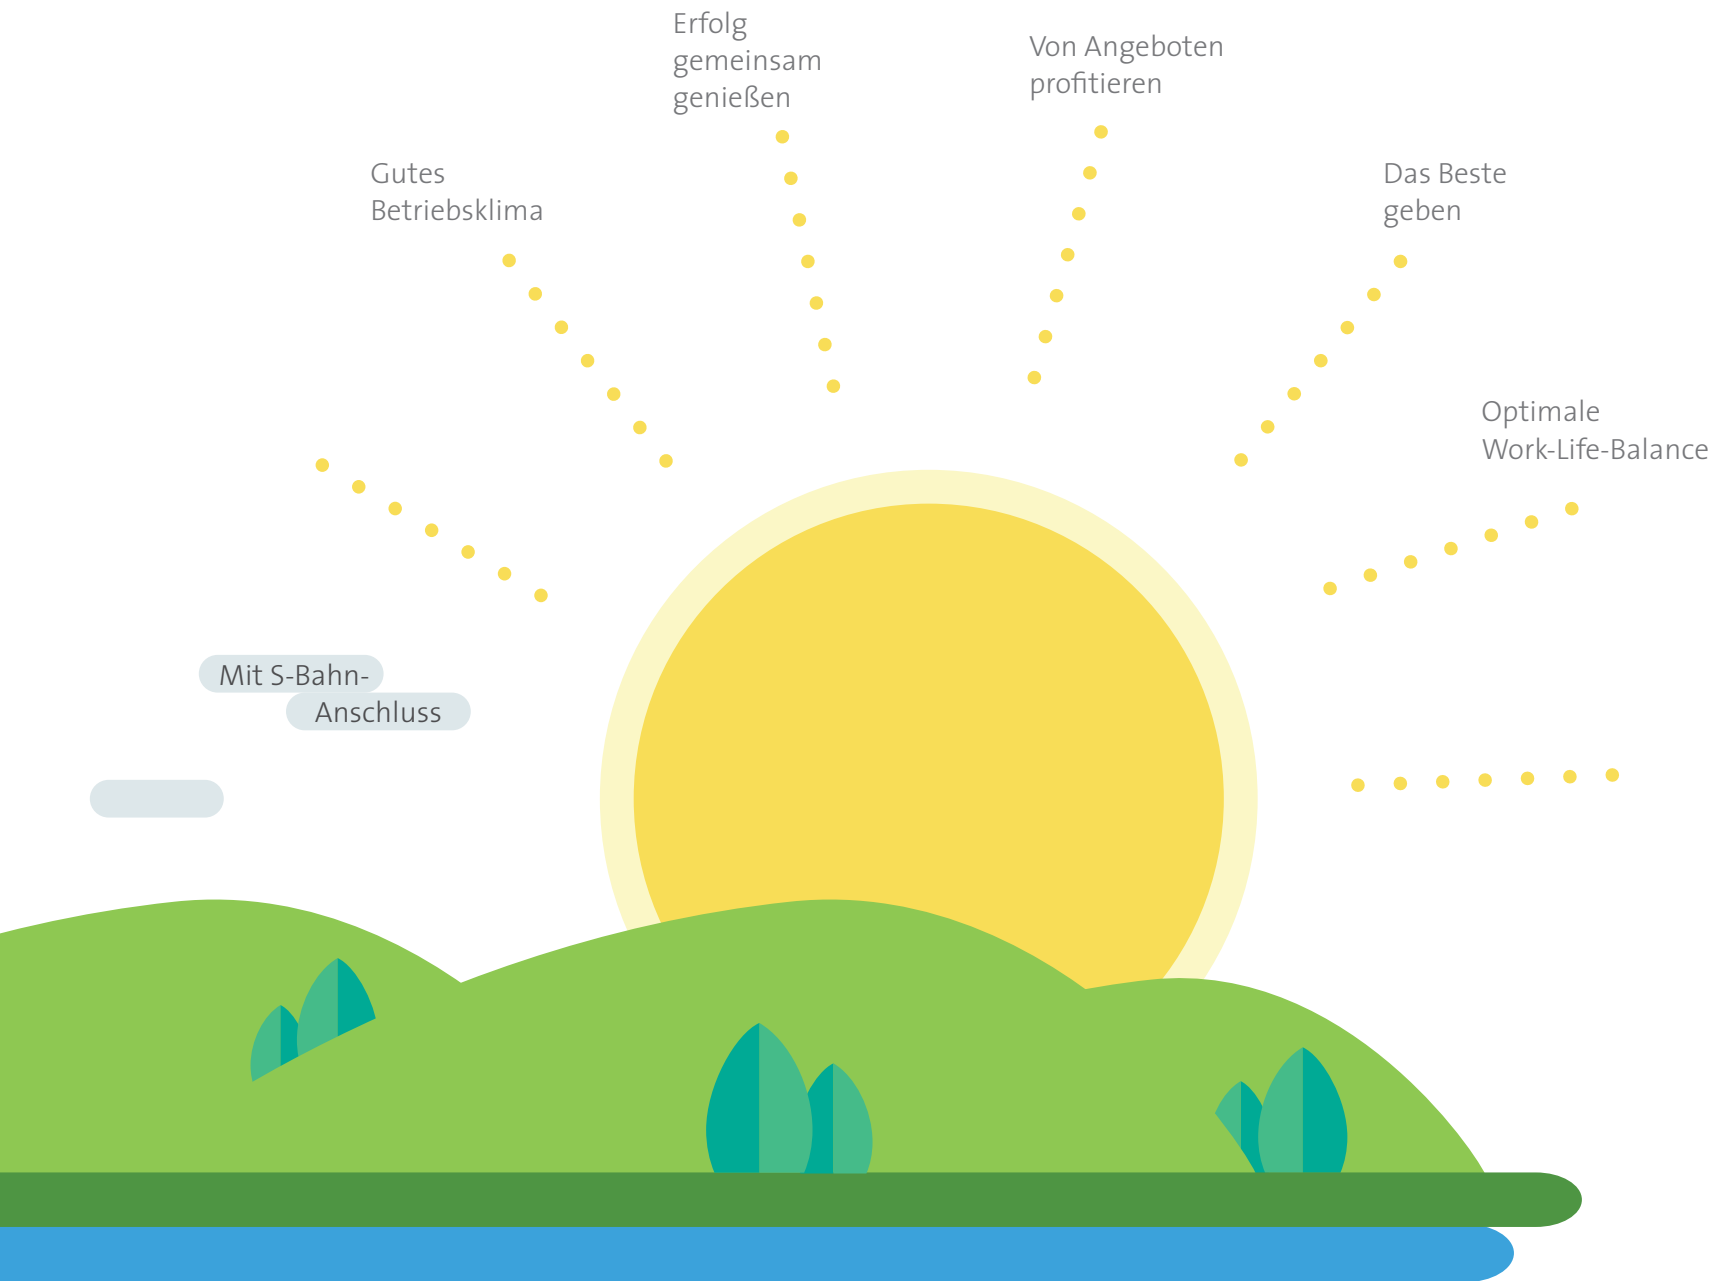 Erfolg
gemeinsam
genießen
Von Angeboten
profitieren
Gutes
Betriebsklima
Das Beste
geben
Optimale
Work-Life-Balance
Mit S-Bahn-
Anschluss